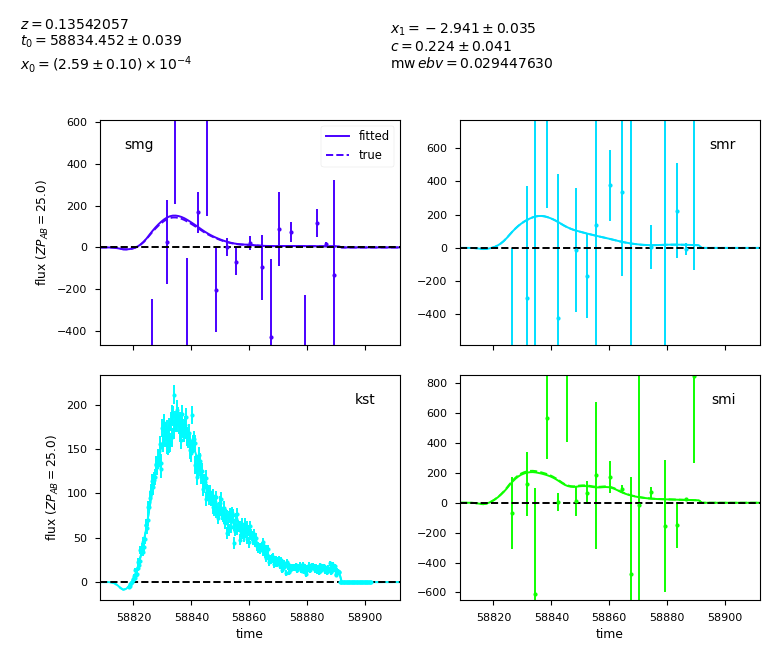 z = 0.13542057
t0 = 58834.452 ± 0.039
x0 = (2.59 ± 0.10) × 10^−4
x1 = −2.941 ± 0.035
c = 0.224 ± 0.041
mw ebv = 0.029447630
600
400
200
0
−200
−400
flux (ZP_AB = 25.0)
smg
fitted
true
600
400
200
0
−200
−400
smr
200
150
100
50
0
flux (ZP_AB = 25.0)
kst
58820 58840 58860 58880 58900
time
800
600
400
200
0
−200
−400
−600
smi
58820 58840 58860 58880 58900
time